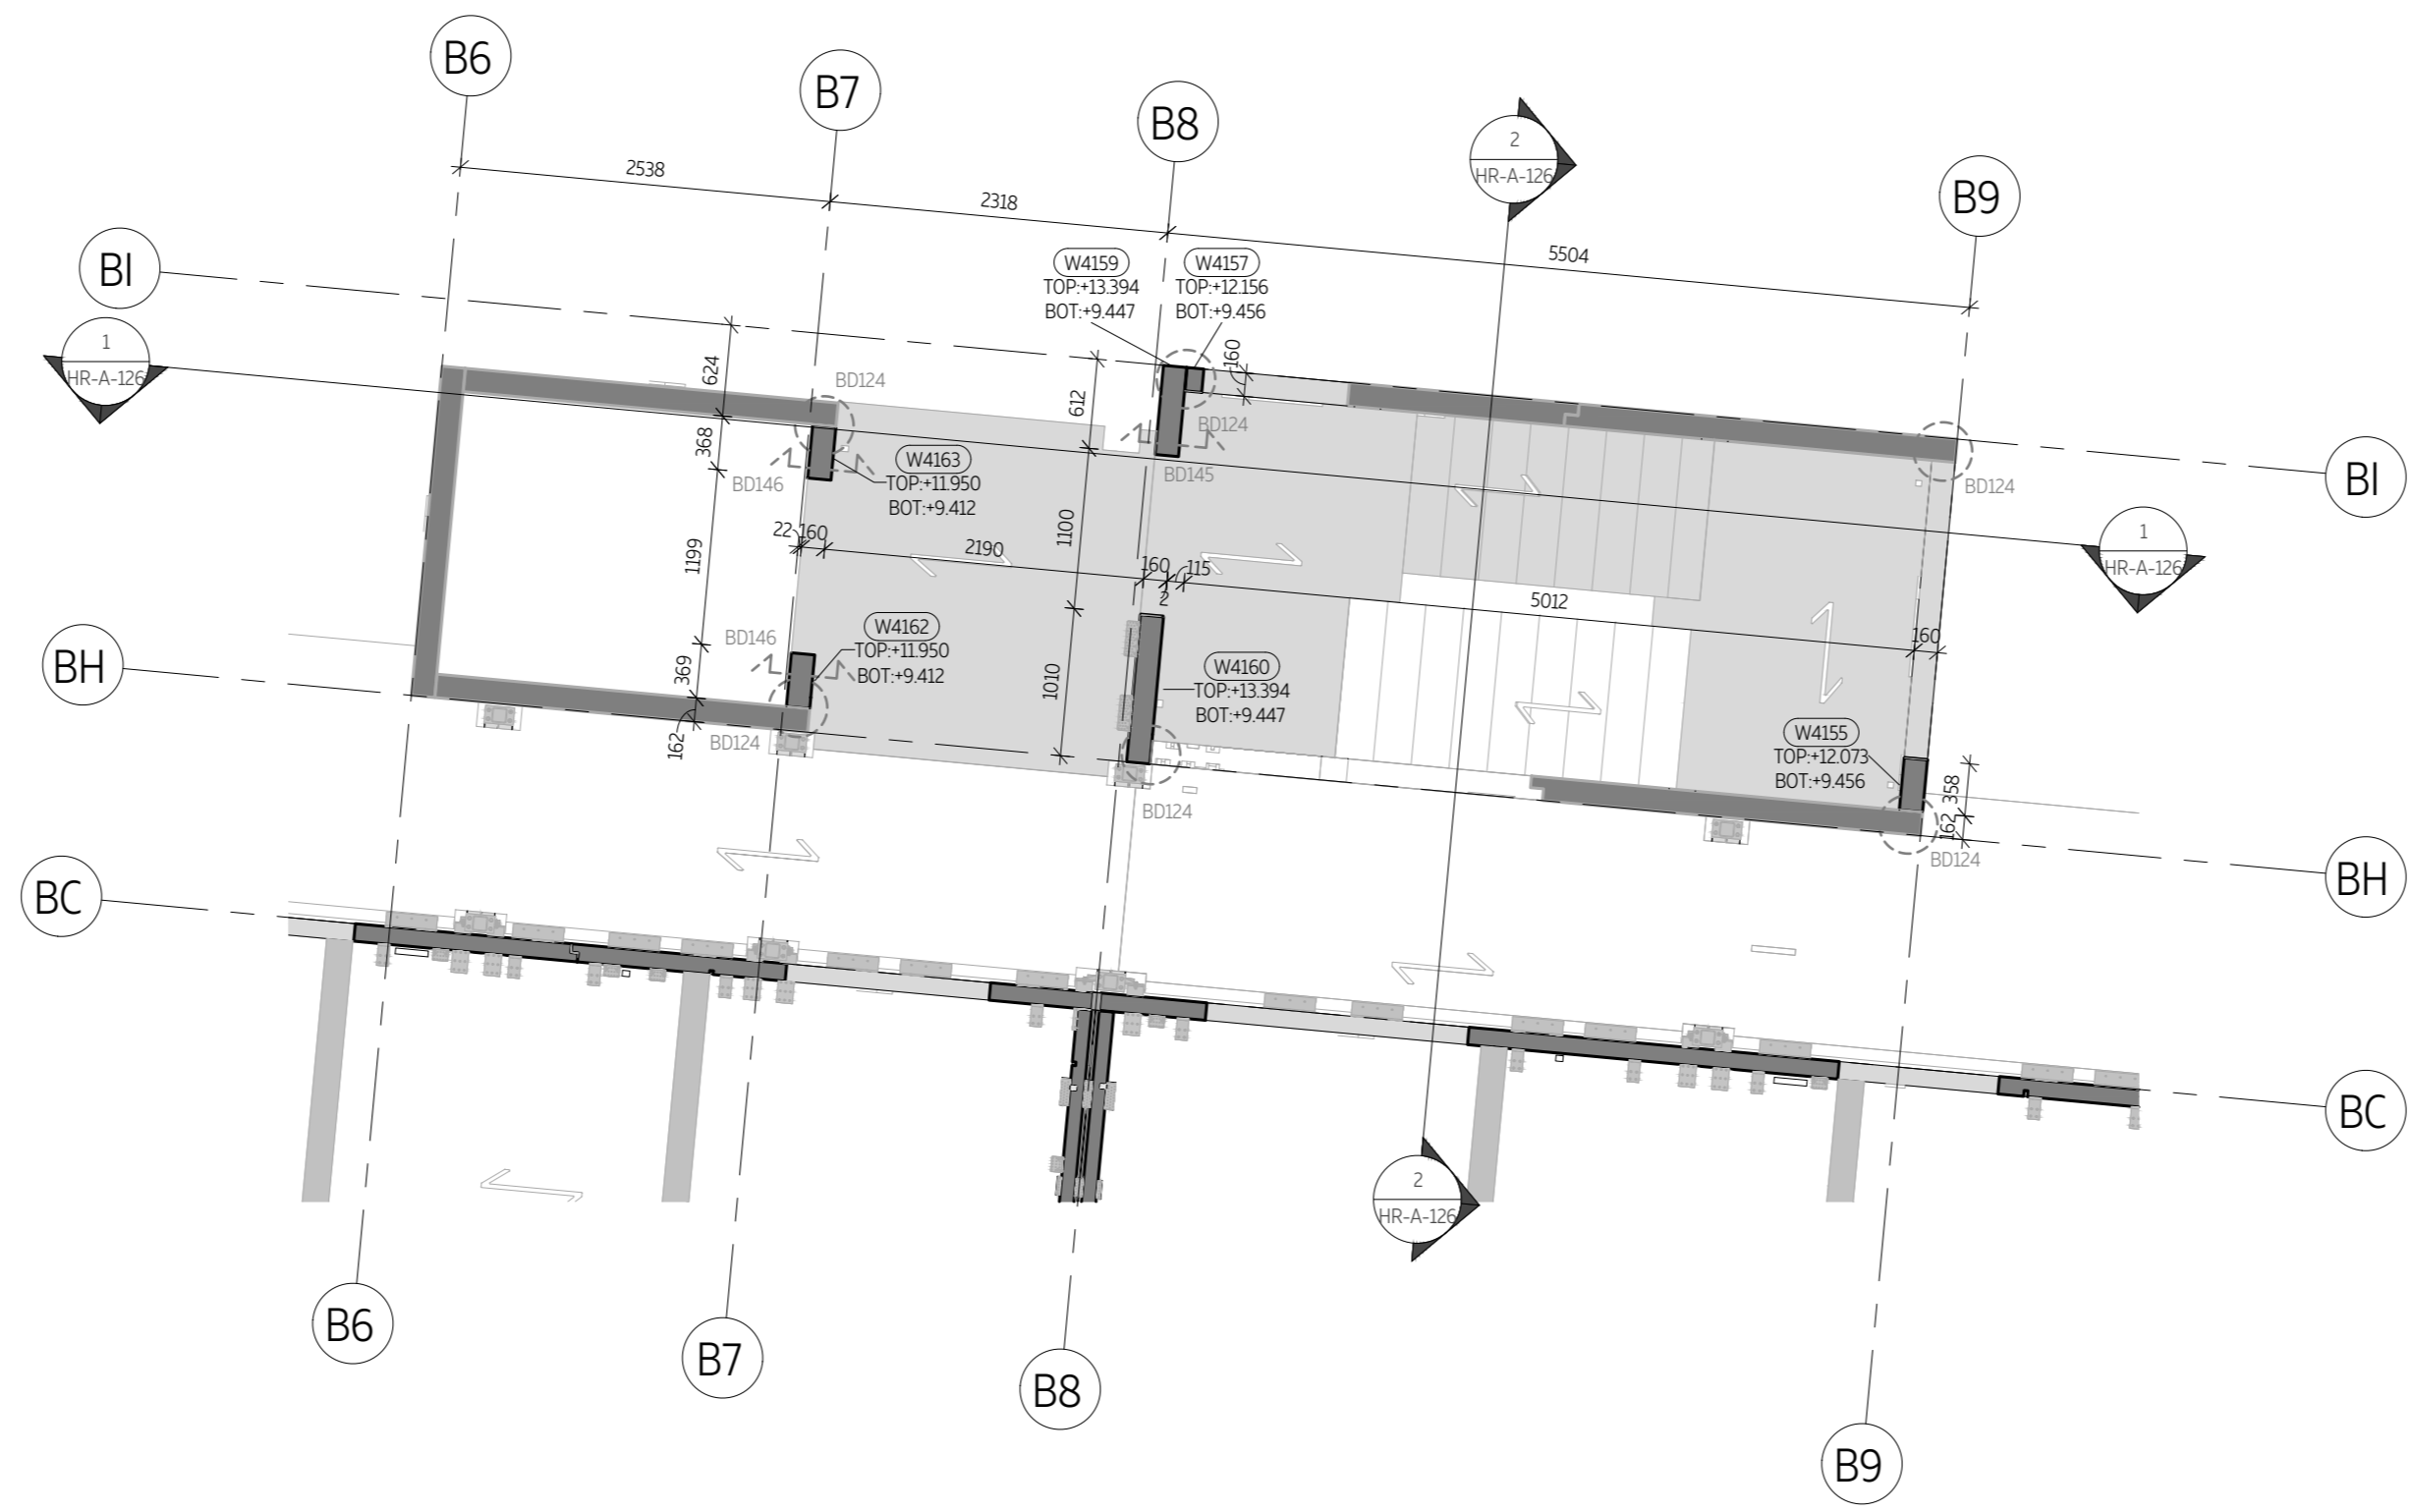 B6
B7
B8
B9
2
HR-A-126
2538
2318
5504
BI
1
HR-A-126
W4159
TOP:+13.394
BOT:+9.447
W4157
TOP:+12.156
BOT:+9.456
160
624
612
BD124
BD124
368
W4163
TOP:+11.950
BOT:+9.412
BD146
BD145
BI
BD124
1199
22
160
2190
1100
160
115
2
5012
1
HR-A-126
160
BH
BD146
W4162
TOP:+11.950
BOT:+9.412
369
162
BD124
1010
W4160
TOP:+13.394
BOT:+9.447
BD124
W4155
TOP:+12.073
BOT:+9.456
358
162
BD124
BH
BC
BC
2
HR-A-126
B6
B7
B8
B9